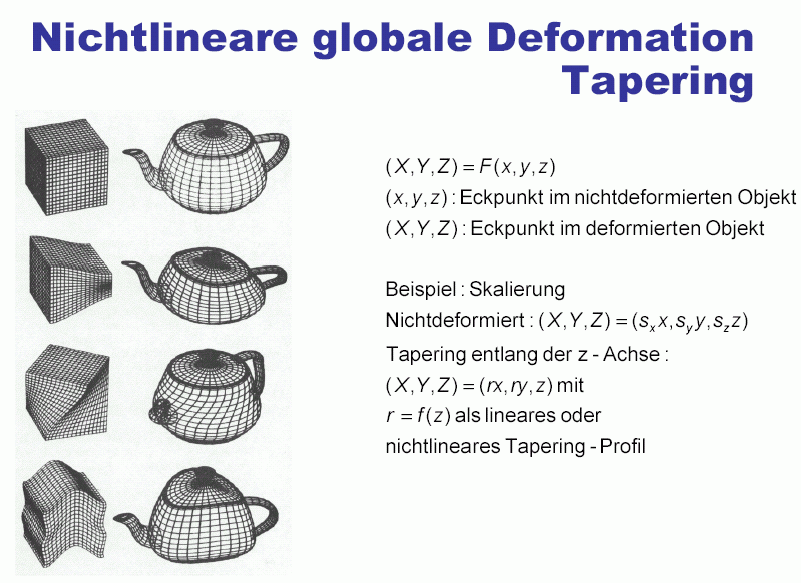 Nichtlineare globale Deformation
Tapering
(X,Y,Z) = F(x,y,z)
(x,y,z) : Eckpunkt im nichtdeformierten Objekt
(X,Y,Z) : Eckpunkt im deformierten Objekt
Beispiel : Skalierung
Nichtdeformiert : (X,Y,Z) = (sₓx,s_y y,s_z z)
Tapering entlang der z - Achse :
(X,Y,Z) = (rx,ry,z) mit
r = f(z) als lineares oder
nichtlineares Tapering - Profil